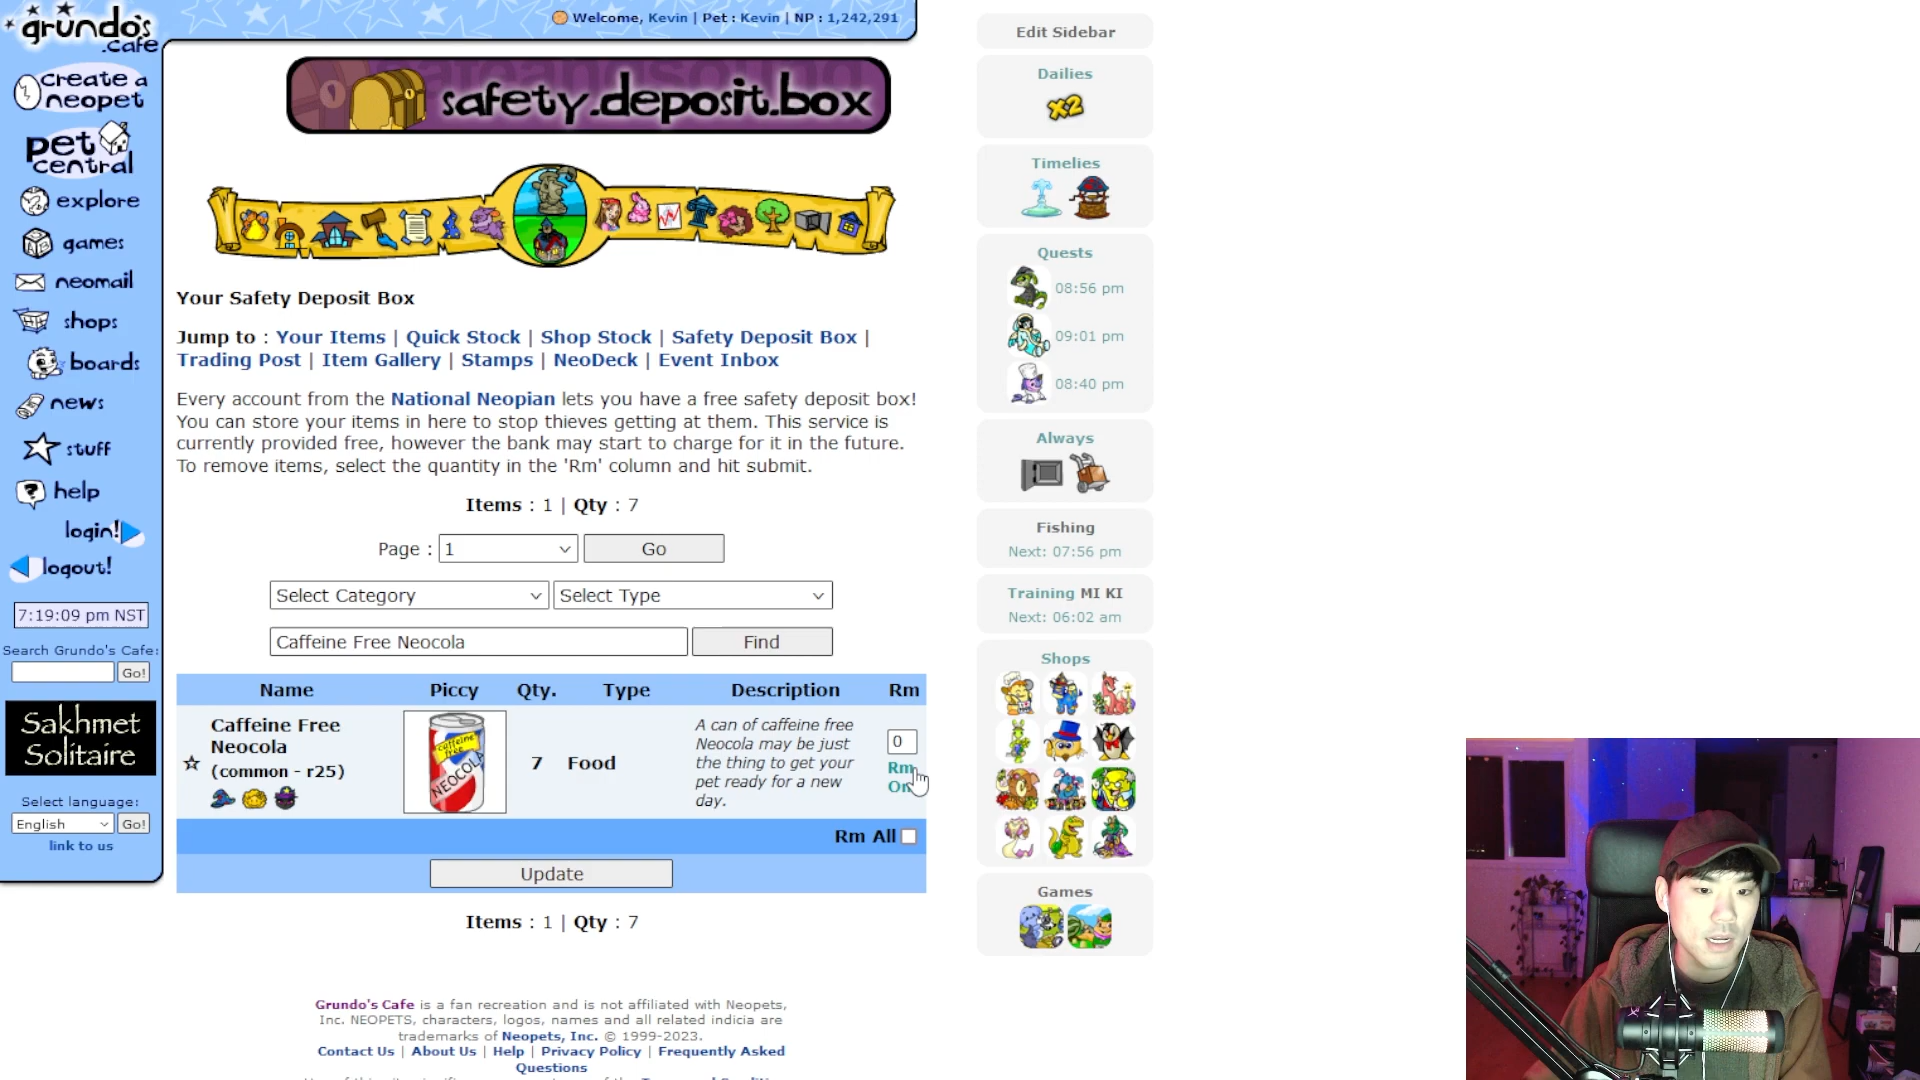 grundo's
.cafe
Welcome, Kevin | Pet : Kevin | NP : 1,242,291
create a
neopet
pet
central
explore
games
neomail
shops
boards
news
stuff
help
login!
logout!
7:19:09 pm NST
Search Grundo's Cafe:
Go!
Sakhmet
Solitaire
Select language:
English
Go!
link to us
safety.deposit.box
Your Safety Deposit Box
Jump to : Your Items | Quick Stock | Shop Stock | Safety Deposit Box |
Trading Post | Item Gallery | Stamps | NeoDeck | Event Inbox
Every account from the National Neopian lets you have a free safety deposit box!
You can store your items in here to stop thieves getting at them. This service is
currently provided free, however the bank may start to charge for it in the future.
To remove items, select the quantity in the 'Rm' column and hit submit.
Items : 1 | Qty : 7
Page : 1 Go
Select Category Select Type
Caffeine Free Neocola Find
Name Piccy Qty. Type Description Rm
Caffeine Free
Neocola
(common - r25)
caffeine
free
NEOCOLA
7 Food
A can of caffeine free
Neocola may be just
the thing to get your
pet ready for a new
day.
0
Rm
Rm All
Update
Items : 1 | Qty : 7
Grundo's Cafe is a fan recreation and is not affiliated with Neopets,
Inc. NEOPETS, characters, logos, names and all related indicia are
trademarks of Neopets, Inc. © 1999-2023.
Contact Us | About Us | Help | Privacy Policy | Frequently Asked
Questions
Edit Sidebar
Dailies
x2
Timelies
Quests
08:56 pm
09:01 pm
08:40 pm
Always
Fishing
Next: 07:56 pm
Training MI KI
Next: 06:02 am
Shops
Games